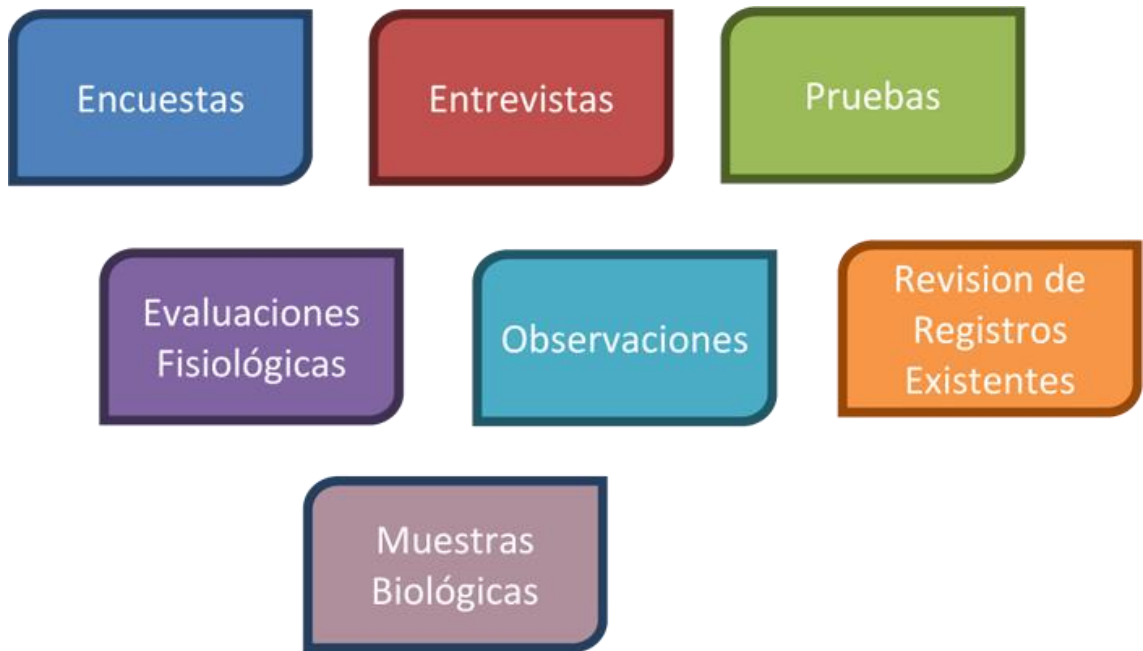 Encuestas
Entrevistas
Pruebas
Evaluaciones
Fisiológicas
Observaciones
Revision de
Registros
Existentes
Muestras
Biológicas